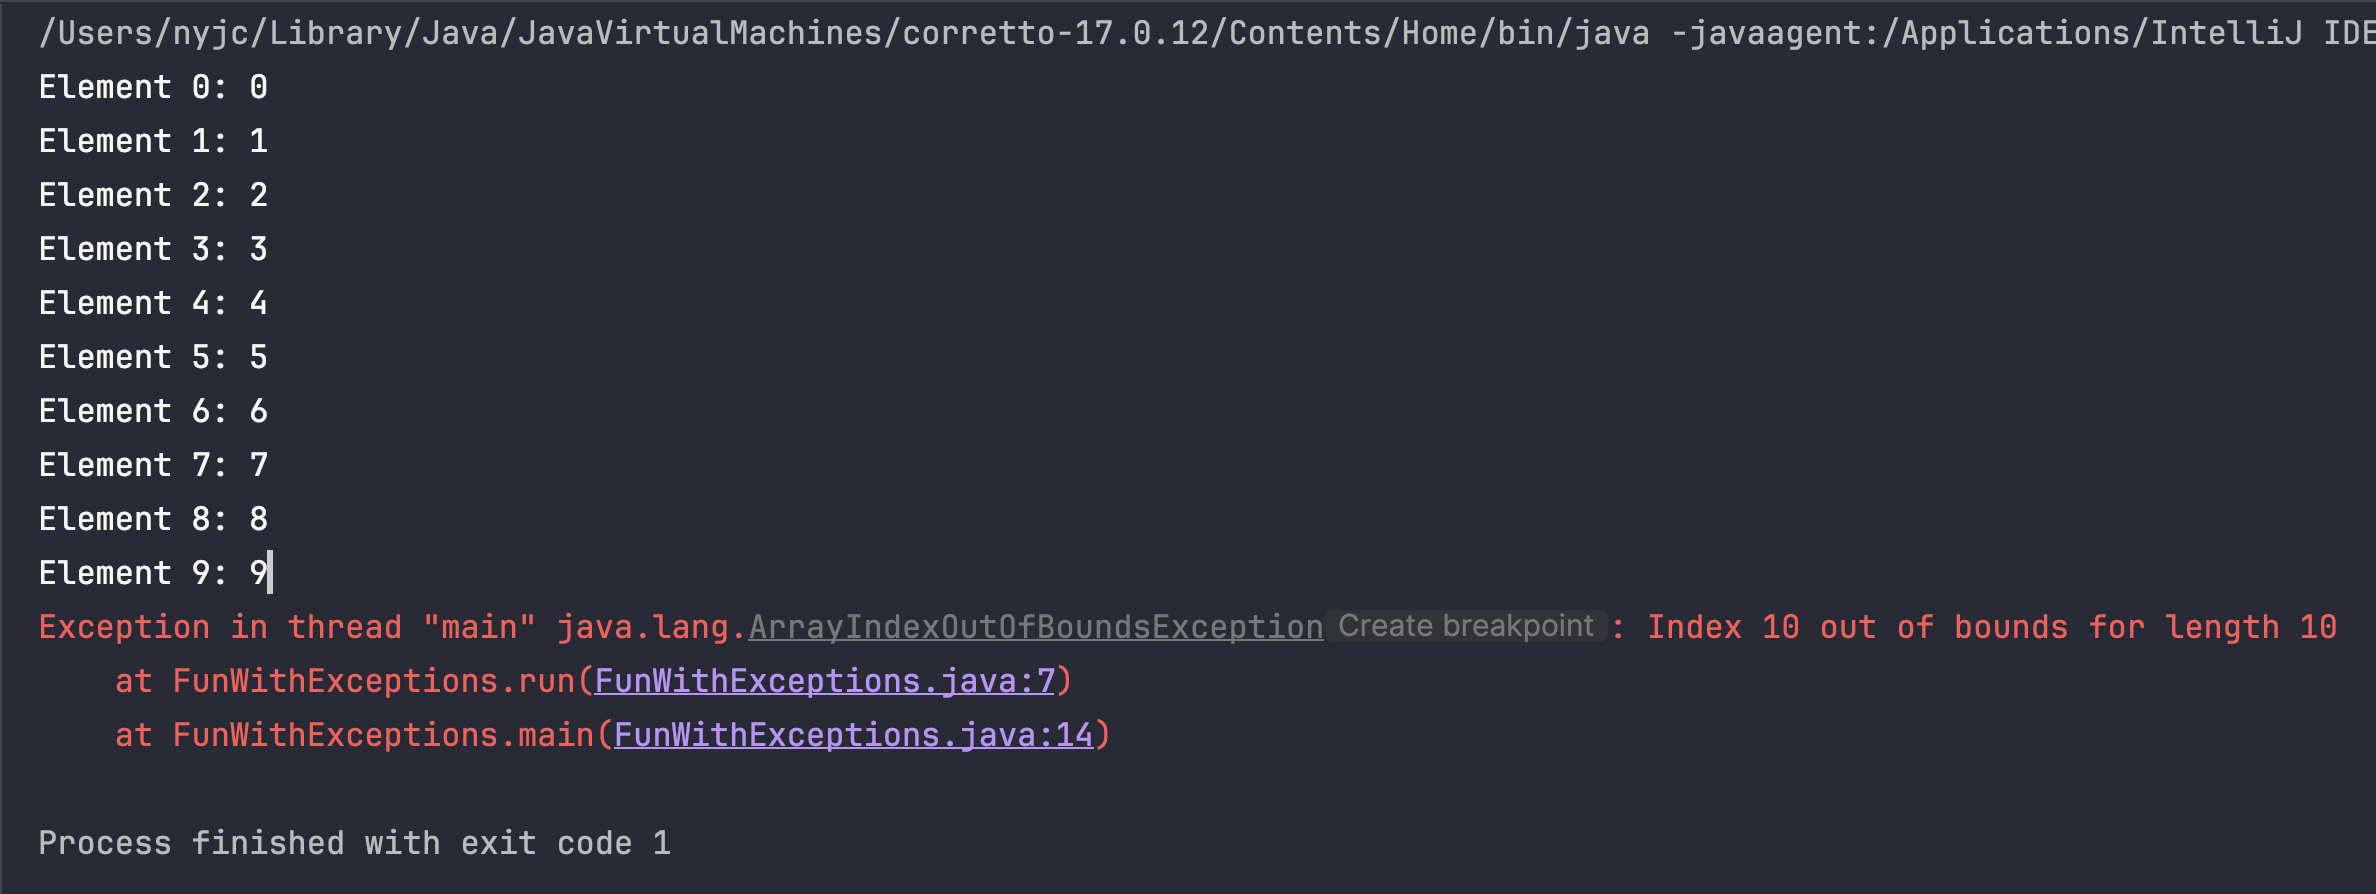 /Users/nyjc/Library/Java/JavaVirtualMachines/corretto-17.0.12/Contents/Home/bin/java -javaagent:/Applications/IntelliJ IDE
Element 0: 0
Element 1: 1
Element 2: 2
Element 3: 3
Element 4: 4
Element 5: 5
Element 6: 6
Element 7: 7
Element 8: 8
Element 9: 9
Exception in thread "main" java.lang.ArrayIndexOutOfBoundsException Create breakpoint : Index 10 out of bounds for length 10
    at FunWithExceptions.run(FunWithExceptions.java:7)
    at FunWithExceptions.main(FunWithExceptions.java:14)
Process finished with exit code 1